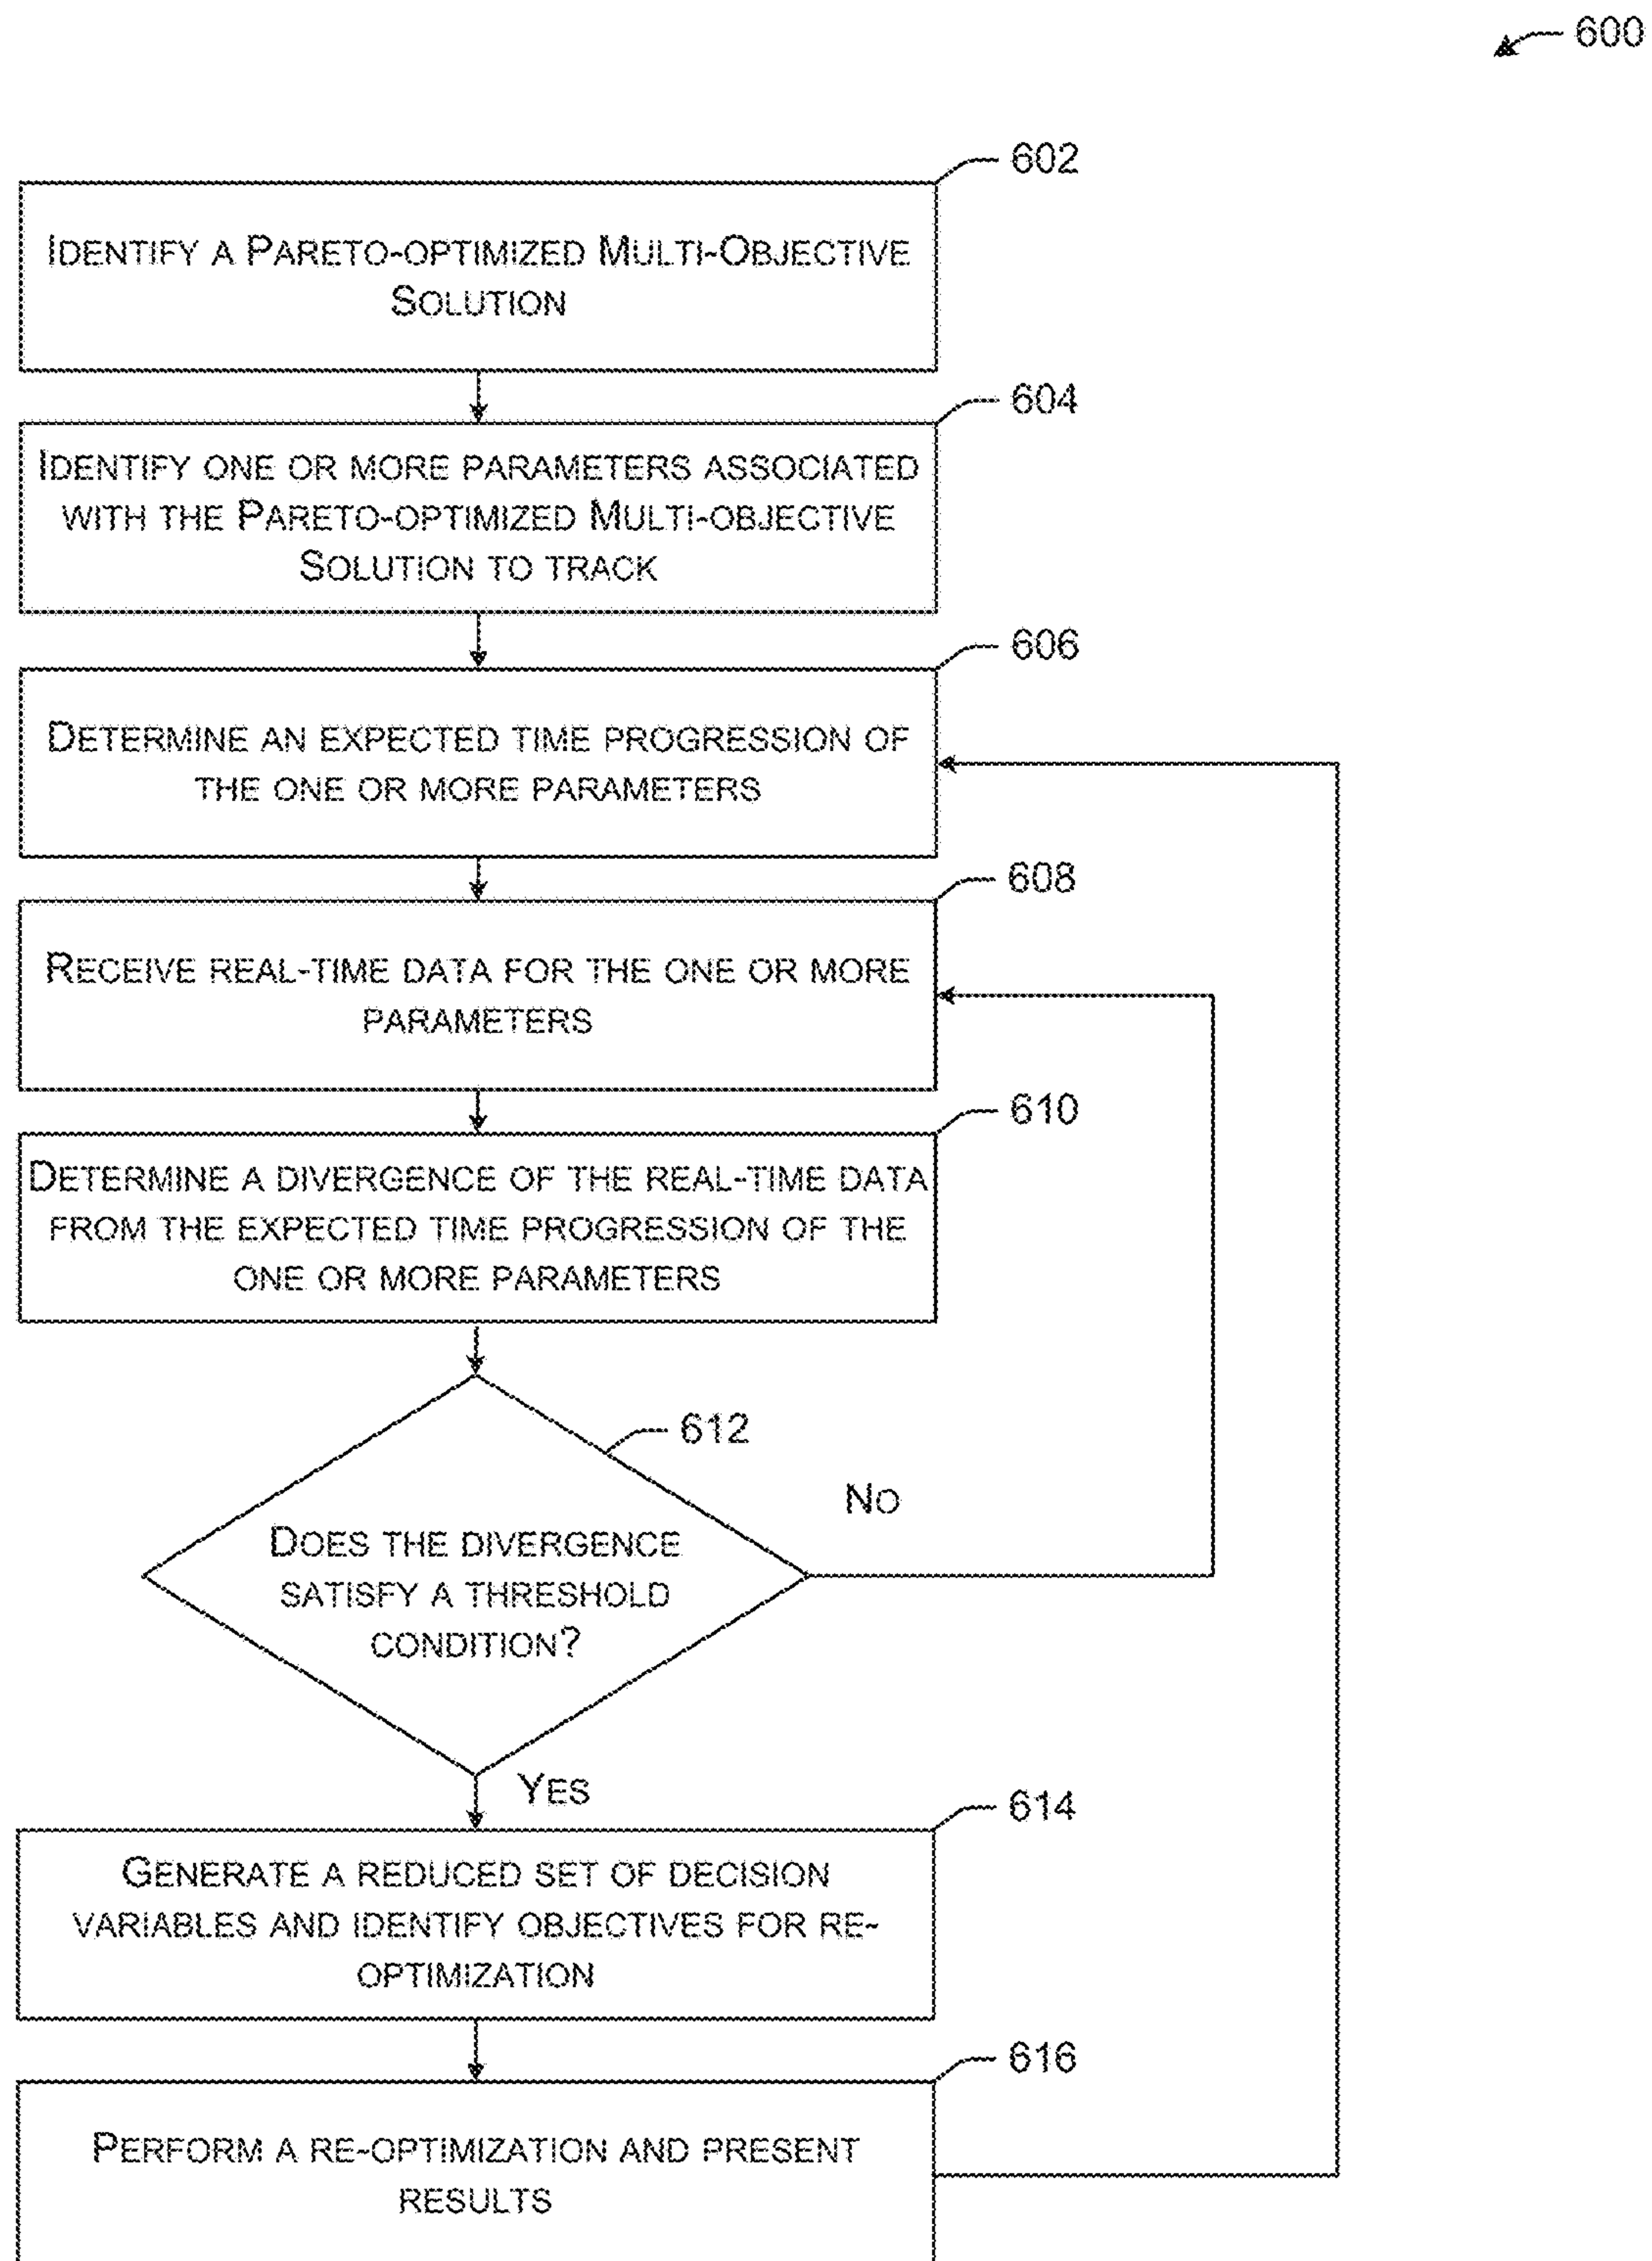 600
602
IDENTIFY A PARETO-OPTIMIZED MULTI-OBJECTIVE
SOLUTION
604
IDENTIFY ONE OR MORE PARAMETERS ASSOCIATED
WITH THE PARETO-OPTIMIZED MULTI-OBJECTIVE
SOLUTION TO TRACK
606
DETERMINE AN EXPECTED TIME PROGRESSION OF
THE ONE OR MORE PARAMETERS
608
RECEIVE REAL-TIME DATA FOR THE ONE OR MORE
PARAMETERS
610
DETERMINE A DIVERGENCE OF THE REAL-TIME DATA
FROM THE EXPECTED TIME PROGRESSION OF THE
ONE OR MORE PARAMETERS
612
NO
DOES THE DIVERGENCE
SATISFY A THRESHOLD
CONDITION?
YES
614
GENERATE A REDUCED SET OF DECISION
VARIABLES AND IDENTIFY OBJECTIVES FOR RE-
OPTIMIZATION
616
PERFORM A RE-OPTIMIZATION AND PRESENT
RESULTS